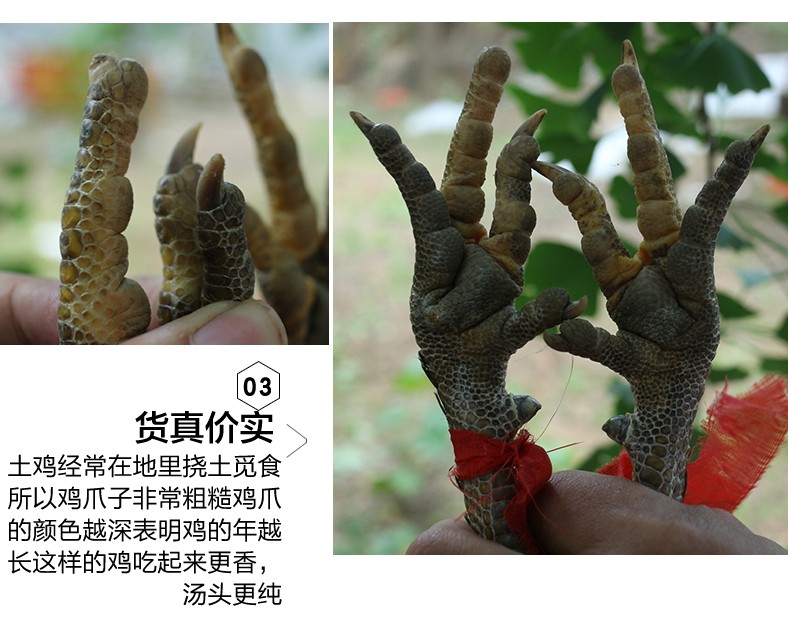 03
货真价实
土鸡经常在地里挠土觅食
所以鸡爪子非常粗糙鸡爪
的颜色越深表明鸡的年越
长这样的鸡吃起来更香，
汤头更纯